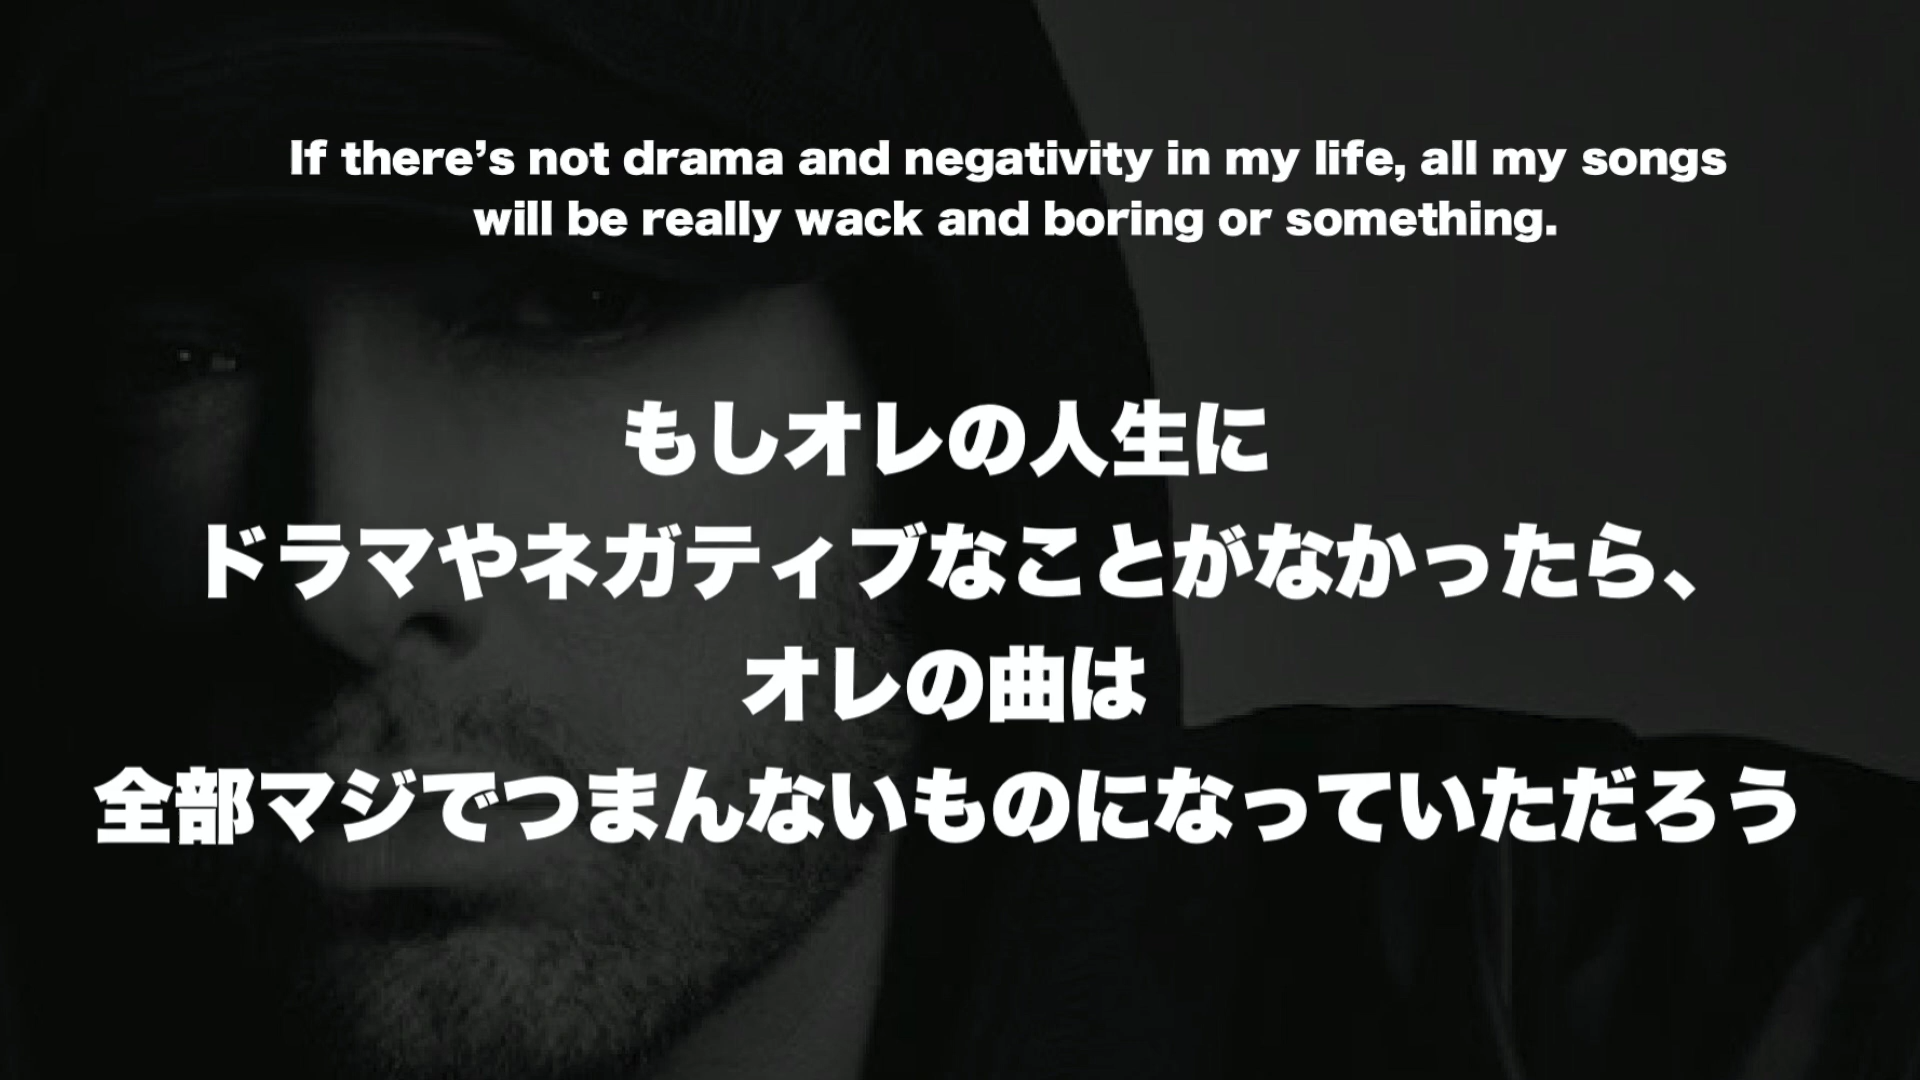 If there’s not drama and negativity in my life, all my songs
will be really wack and boring or something.
もしオレの人生に
ドラマやネガティブなことがなかったら、
オレの曲は
全部マジでつまんないものになっていただろう